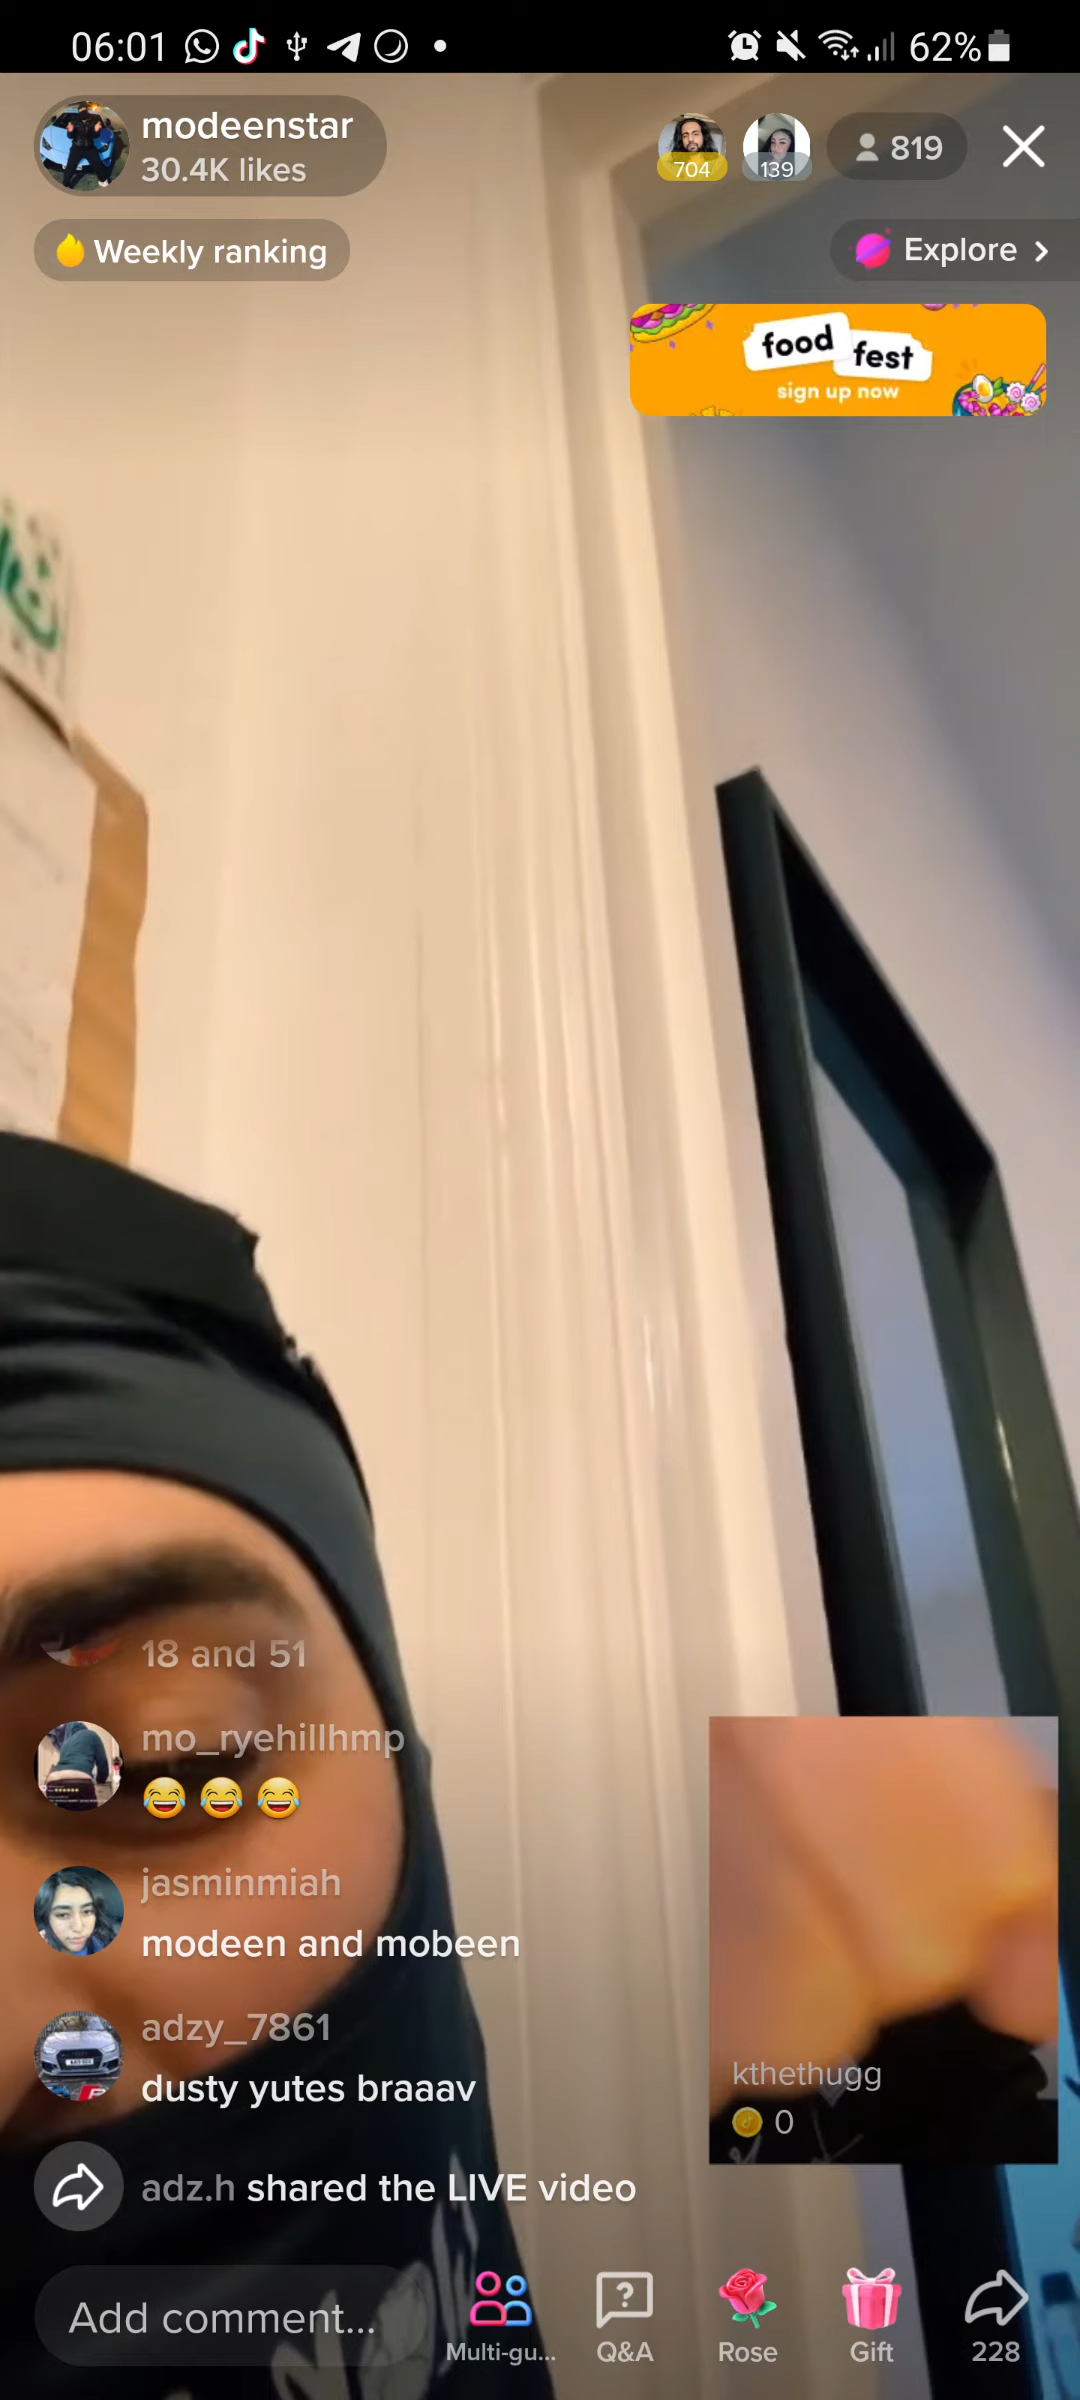 06:01
62%
modeenstar
30.4K likes
704
139
819
Weekly ranking
Explore
food
fest
sign up now
18 and 51
mo_ryehillhmp
😂 😂 😂
jasminmiah
modeen and mobeen
adzy_7861
dusty yutes braaav
kthethugg
0
adz.h shared the LIVE video
Add comment...
Multi-gu...
Q&A
Rose
Gift
228